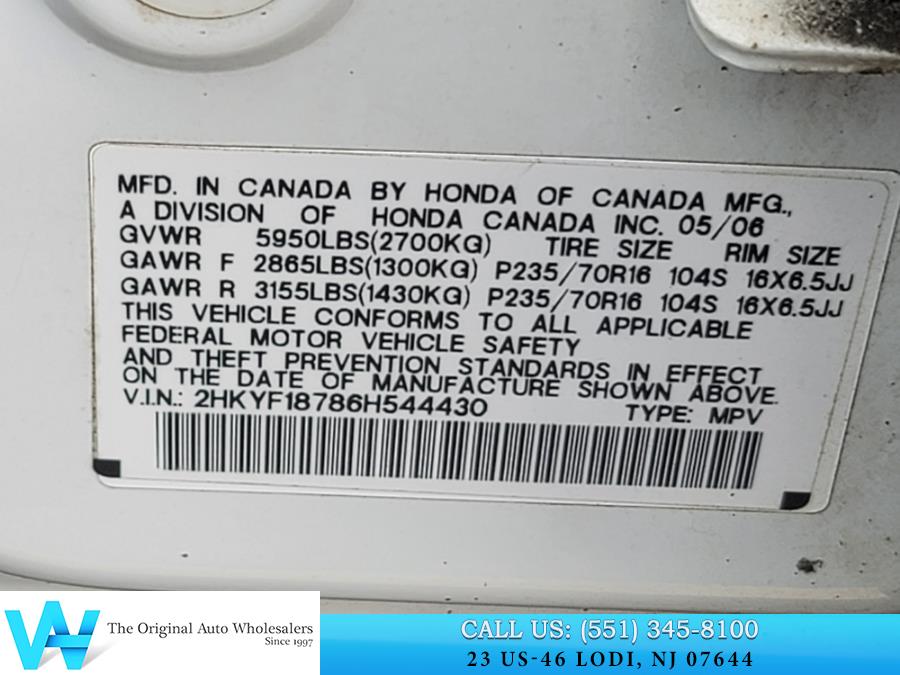 MFD. IN CANADA BY HONDA OF CANADA MFG.,
A DIVISION OF HONDA CANADA INC. 05/06
GVWR 5950LBS(2700KG) TIRE SIZE RIM SIZE
GAWR F 2865LBS(1300KG) P235/70R16 104S 16X6.5JJ
GAWR R 3155LBS(1430KG) P235/70R16 104S 16X6.5JJ
THIS VEHICLE CONFORMS TO ALL APPLICABLE
FEDERAL MOTOR VEHICLE SAFETY
AND THEFT PREVENTION STANDARDS IN EFFECT
ON THE DATE OF MANUFACTURE SHOWN ABOVE.
V.I.N.: 2HKYF18786H544430 TYPE: MPV
The Original Auto Wholesalers
Since 1997
CALL US: (551) 345-8100
23 US-46 LODI, NJ 07644